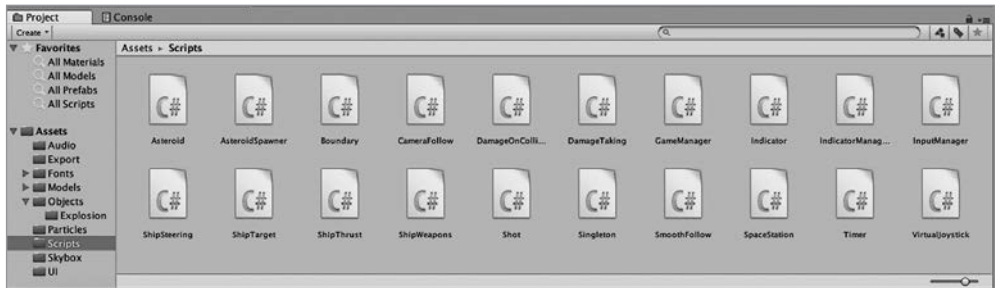 Project
Console
Create
Favorites
All Materials
All Models
All Prefabs
All Scripts
Assets
Audio
Export
Fonts
Models
Objects
Explosion
Particles
Scripts
Skybox
UI
Assets ▸ Scripts
C# C# C# C# C# C# C# C# C# C#
Asteroid AsteroidSpawner Boundary CameraFollow DamageOnColli... DamageTaking GameManager Indicator IndicatorManag... InputManager
C# C# C# C# C# C# C# C# C# C#
ShipSteering ShipTarget ShipThrust ShipWeapons Shot Singleton SmoothFollow SpaceStation Timer VirtualJoystick